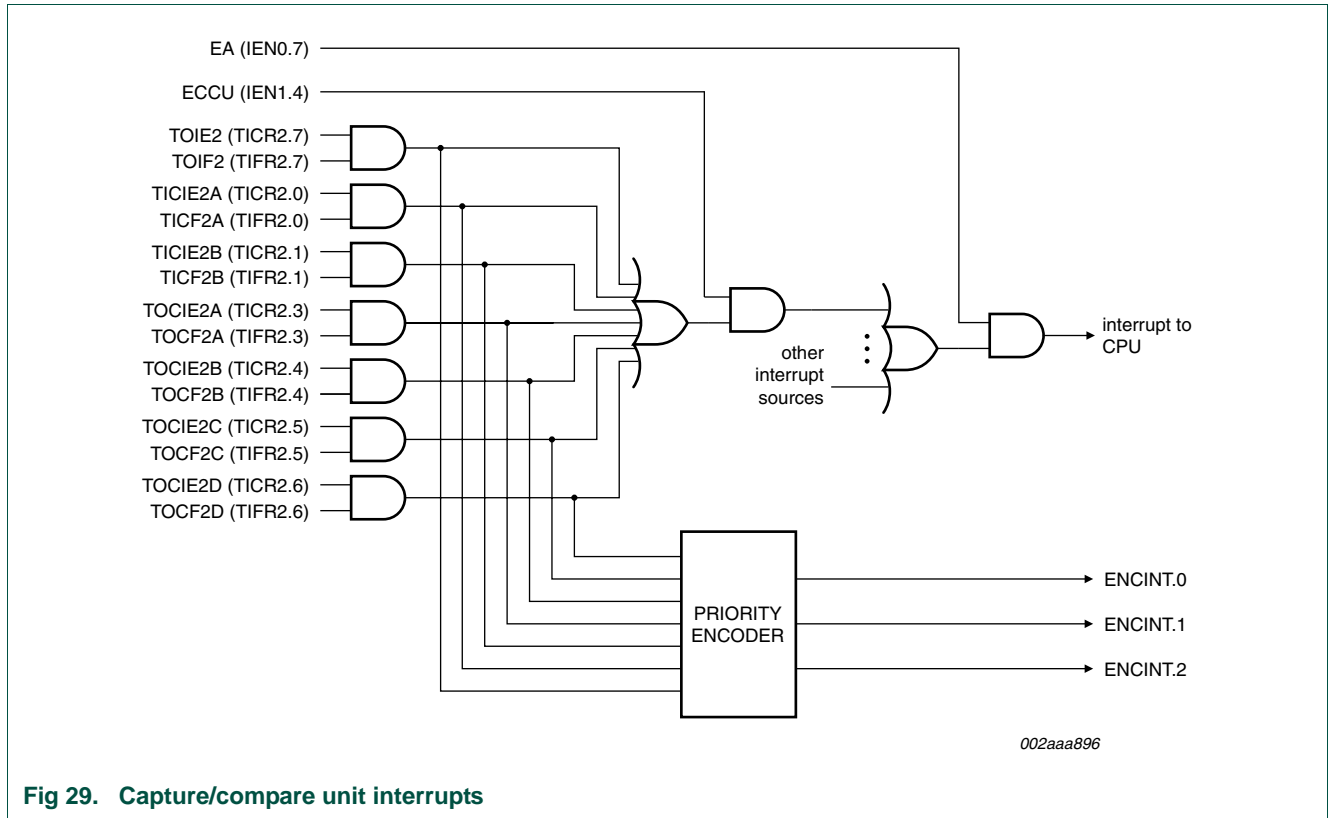 EA (IEN0.7)
ECCU (IEN1.4)
TOIE2 (TICR2.7)
TOIF2 (TIFR2.7)
TICIE2A (TICR2.0)
TICF2A (TIFR2.0)
TICIE2B (TICR2.1)
TICF2B (TIFR2.1)
TOCIE2A (TICR2.3)
TOCF2A (TIFR2.3)
TOCIE2B (TICR2.4)
TOCF2B (TIFR2.4)
TOCIE2C (TICR2.5)
TOCF2C (TIFR2.5)
TOCIE2D (TICR2.6)
TOCF2D (TIFR2.6)
other
interrupt
sources
interrupt to
CPU
PRIORITY
ENCODER
ENCINT.0
ENCINT.1
ENCINT.2
002aaa896
Fig 29. Capture/compare unit interrupts